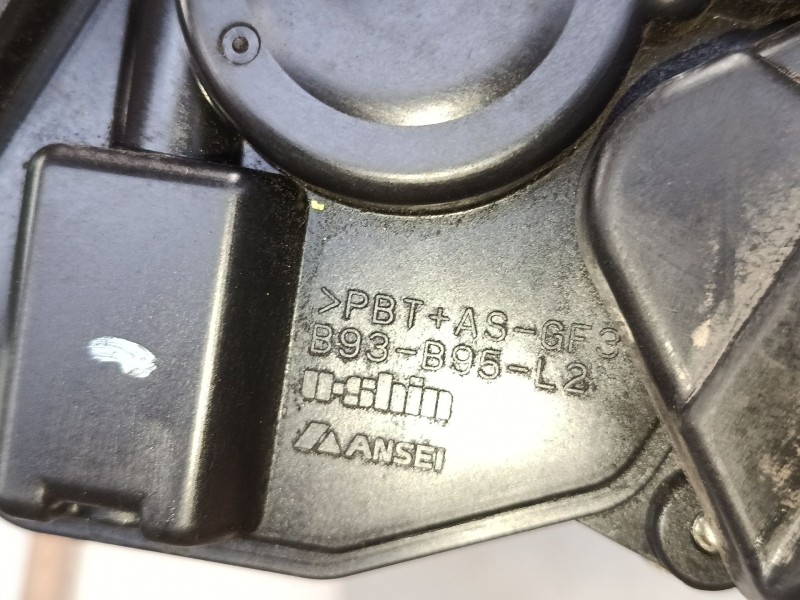 >PBT+AS-GF3
B93-B95-L2
U-Shin
ANSEI